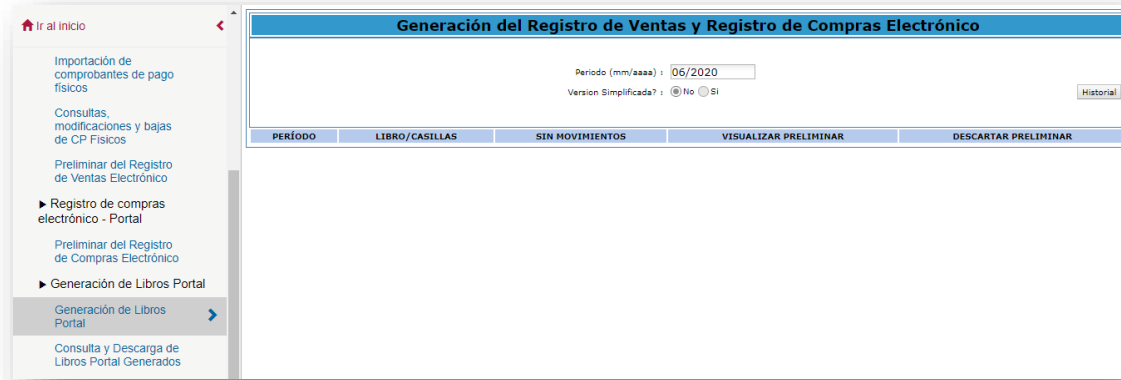 Ir al inicio
Importación de
comprobantes de pago
físicos
Consultas,
modificaciones y bajas
de CP Fisicos
Preliminar del Registro
de Ventas Electrónico
Registro de compras
electrónico - Portal
Preliminar del Registro
de Compras Electrónico
Generación de Libros Portal
Generación de Libros
Portal
Consulta y Descarga de
Libros Portal Generados
Generación del Registro de Ventas y Registro de Compras Electrónico
Periodo (mm/aaaa) : 06/2020
Version Simplificada? : No Si
Historial
PERÍODO LIBRO/CASILLAS SIN MOVIMIENTOS VISUALIZAR PRELIMINAR DESCARTAR PRELIMINAR